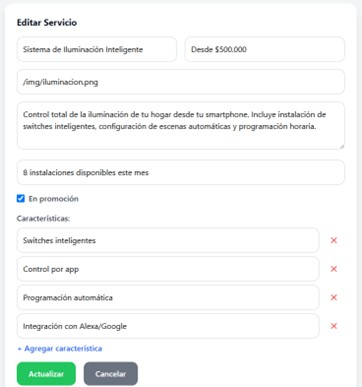 Editar Servicio
Sistema de Iluminación Inteligente
Desde $500.000
/img/iluminacion.png
Control total de la iluminación de tu hogar desde tu smartphone. Incluye instalación de
switches inteligentes, configuración de escenas automáticas y programación horaria.
8 instalaciones disponibles este mes
En promoción
Características:
Switches inteligentes
Control por app
Programación automática
Integración con Alexa/Google
+ Agregar característica
Actualizar
Cancelar